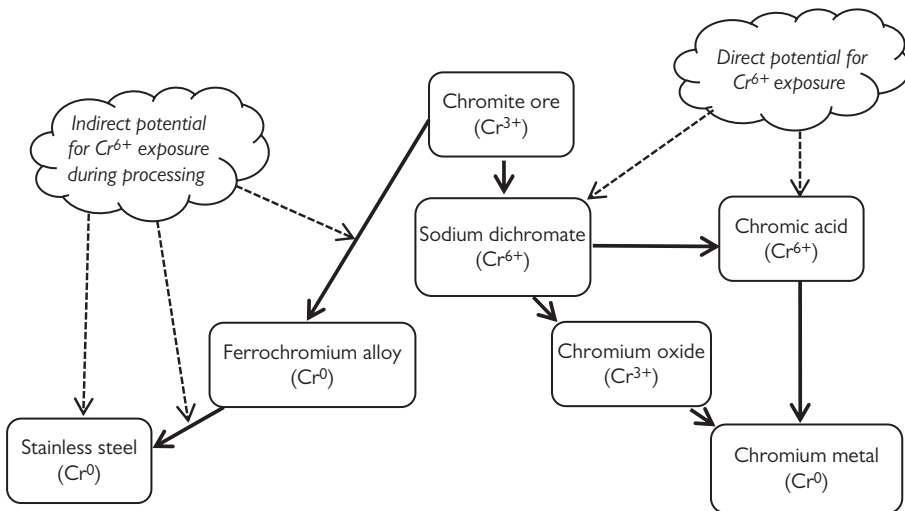 Direct potential for
Cr⁶⁺ exposure
Indirect potential
for Cr⁶⁺ exposure
during processing
Chromite ore
(Cr³⁺)
Sodium dichromate
(Cr⁶⁺)
Chromic acid
(Cr⁶⁺)
Ferrochromium alloy
(Cr⁰)
Chromium oxide
(Cr³⁺)
Stainless steel
(Cr⁰)
Chromium metal
(Cr⁰)